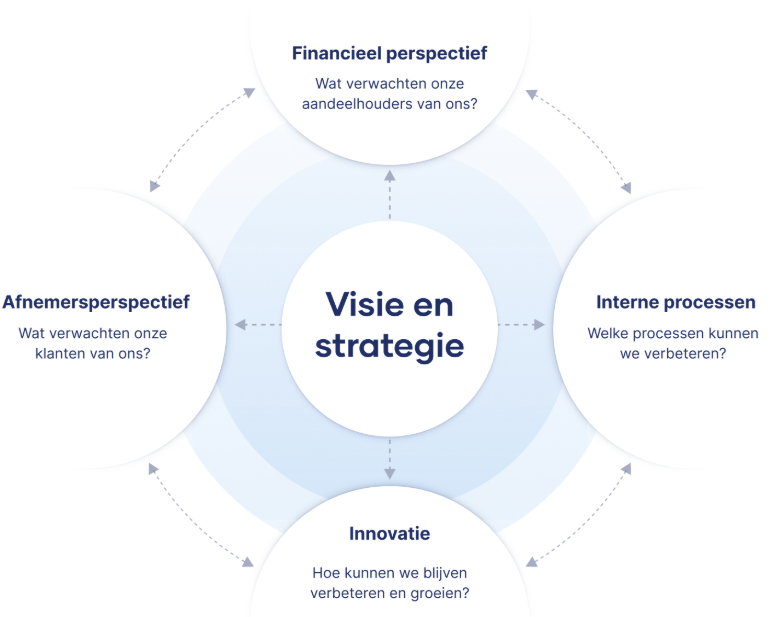 Financieel perspectief
Wat verwachten onze
aandeelhouders van ons?
Afnemersperspectief
Wat verwachten onze
klanten van ons?
Visie en
strategie
Interne processen
Welke processen kunnen
we verbeteren?
Innovatie
Hoe kunnen we blijven
verbeteren en groeien?